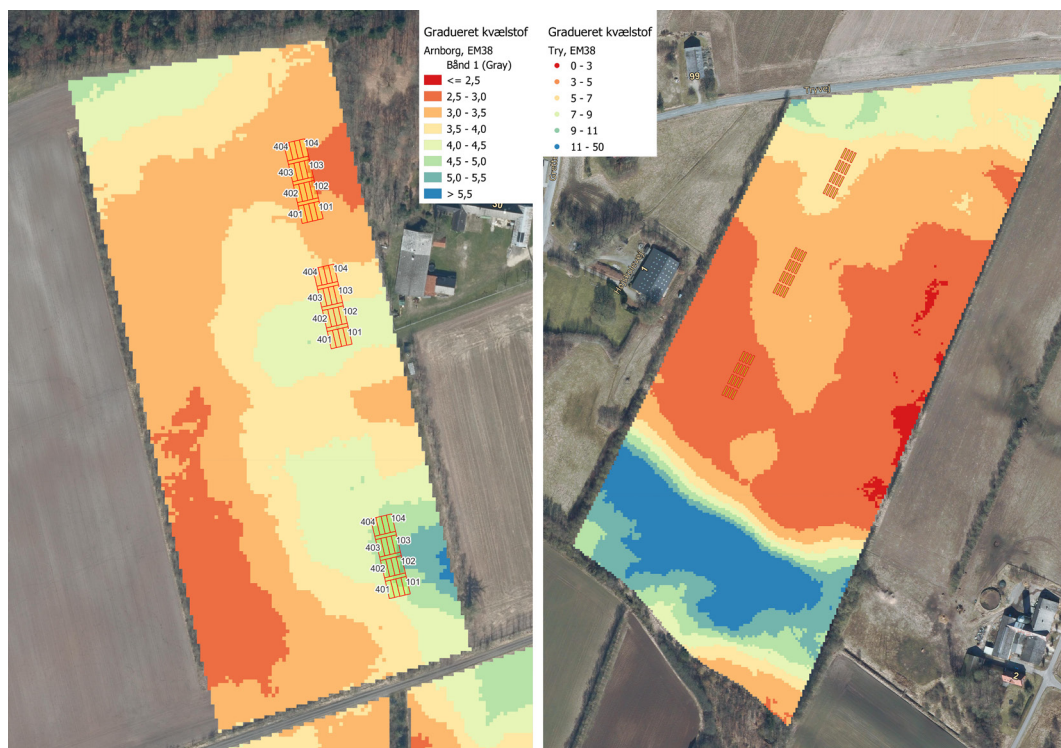 Gradueret kvælstof
Arnborg, EM38
Bånd 1 (Gray)
<= 2,5
2,5 - 3,0
3,0 - 3,5
3,5 - 4,0
4,0 - 4,5
4,5 - 5,0
5,0 - 5,5
> 5,5
30
404 104
403 103
402 102
401 101
404 104
403 103
402 102
401 101
404 104
403 103
402 102
401 101
Gradueret kvælstof
Try, EM38
0 - 3
3 - 5
5 - 7
7 - 9
9 - 11
11 - 50
99
Tryvej
1
2